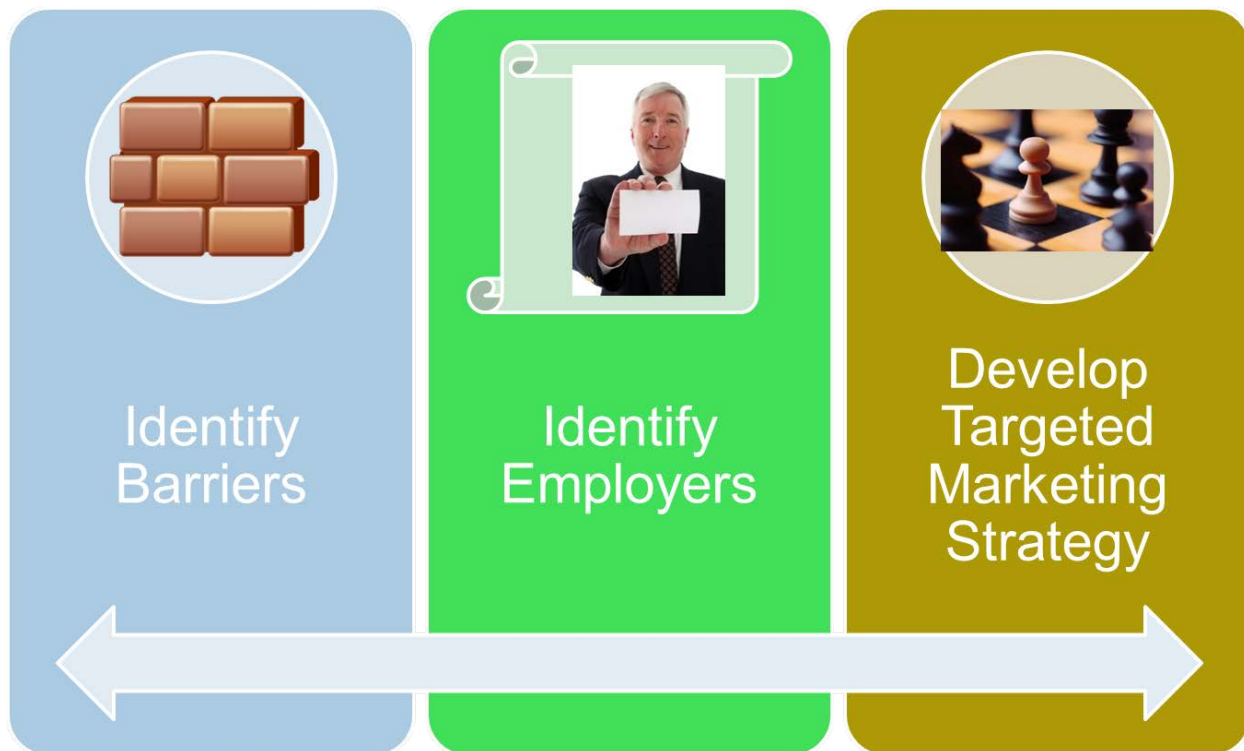 Identify
Barriers
Identify
Employers
Develop
Targeted
Marketing
Strategy